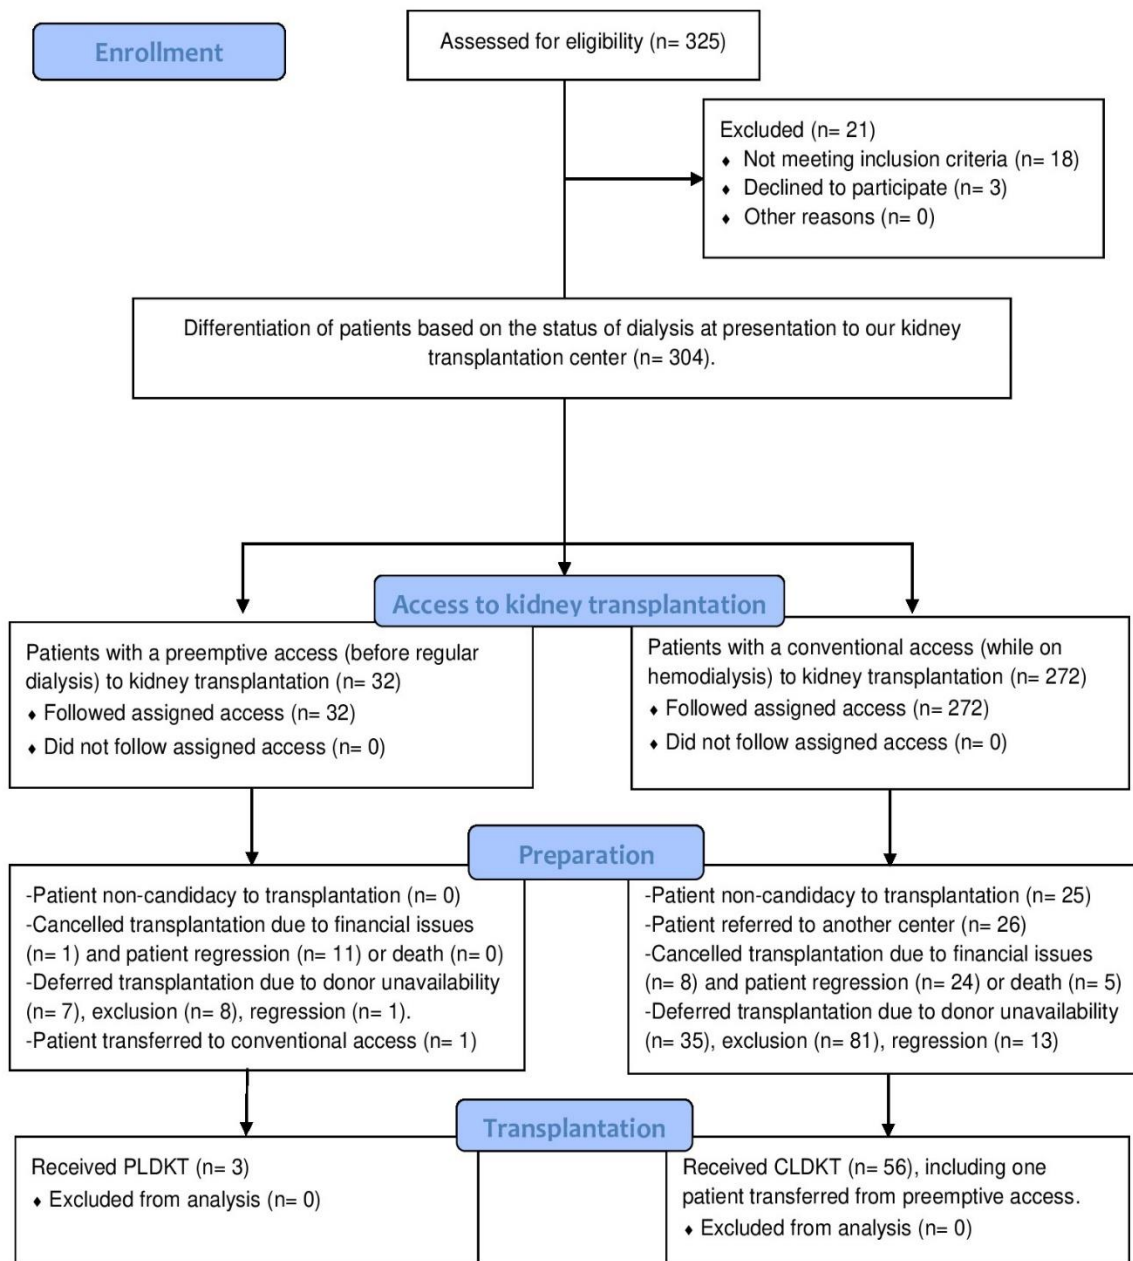 Enrollment
Assessed for eligibility (n= 325)
Excluded (n= 21)
♦ Not meeting inclusion criteria (n= 18)
♦ Declined to participate (n= 3)
♦ Other reasons (n= 0)
Differentiation of patients based on the status of dialysis at presentation to our kidney
transplantation center (n= 304).
Access to kidney transplantation
Patients with a preemptive access (before regular
dialysis) to kidney transplantation (n= 32)
♦ Followed assigned access (n= 32)
♦ Did not follow assigned access (n= 0)
Patients with a conventional access (while on
hemodialysis) to kidney transplantation (n= 272)
♦ Followed assigned access (n= 272)
♦ Did not follow assigned access (n= 0)
Preparation
-Patient non-candidacy to transplantation (n= 0)
-Cancelled transplantation due to financial issues
(n= 1) and patient regression (n= 11) or death (n= 0)
-Deferred transplantation due to donor unavailability
(n= 7), exclusion (n= 8), regression (n= 1).
-Patient transferred to conventional access (n= 1)
-Patient non-candidacy to transplantation (n= 25)
-Patient referred to another center (n= 26)
-Cancelled transplantation due to financial issues
(n= 8) and patient regression (n= 24) or death (n= 5)
-Deferred transplantation due to donor unavailability
(n= 35), exclusion (n= 81), regression (n= 13)
Transplantation
Received PLDKT (n= 3)
♦ Excluded from analysis (n= 0)
Received CLDKT (n= 56), including one
patient transferred from preemptive access.
♦ Excluded from analysis (n= 0)